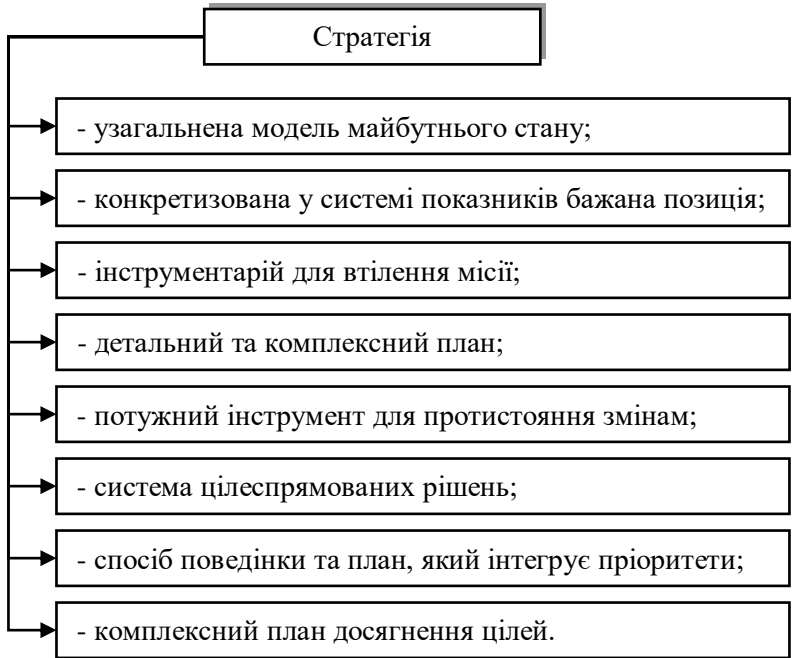 Стратегія
- узагальнена модель майбутнього стану;
- конкретизована у системі показників бажана позиція;
- інструментарій для втілення місії;
- детальний та комплексний план;
- потужний інструмент для протистояння змінам;
- система цілеспрямованих рішень;
- спосіб поведінки та план, який інтегрує пріоритети;
- комплексний план досягнення цілей.